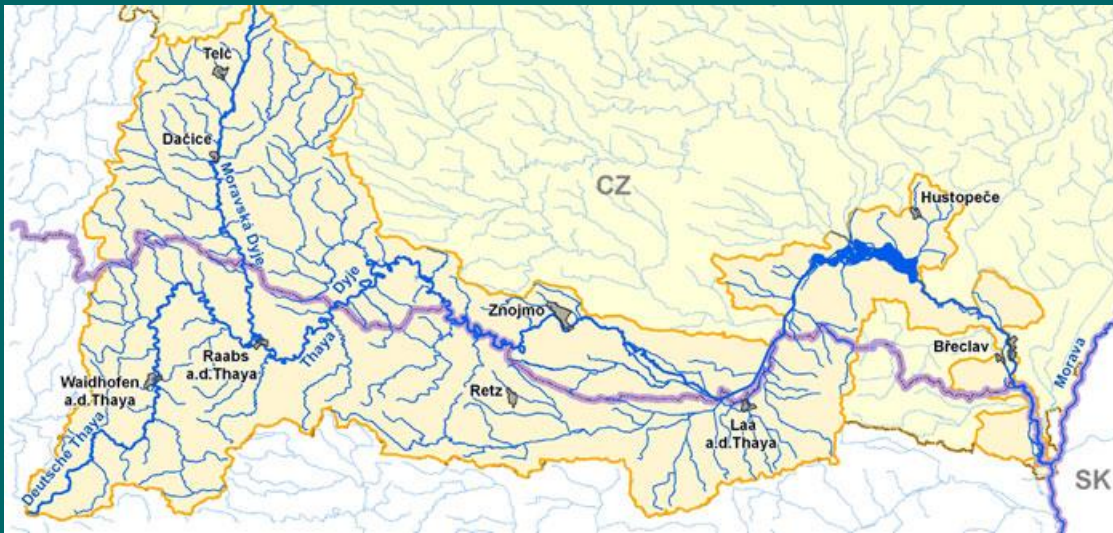 Telč
Dačice
Moravska Dyje
CZ
Hustopeče
Dyje
Thaya
Znojmo
Raabs
a.d.Thaya
Waidhofen
a.d.Thaya
Retz
Břeclav
Morava
Laa
a.d.Thaya
Deutsche Thaya
SK